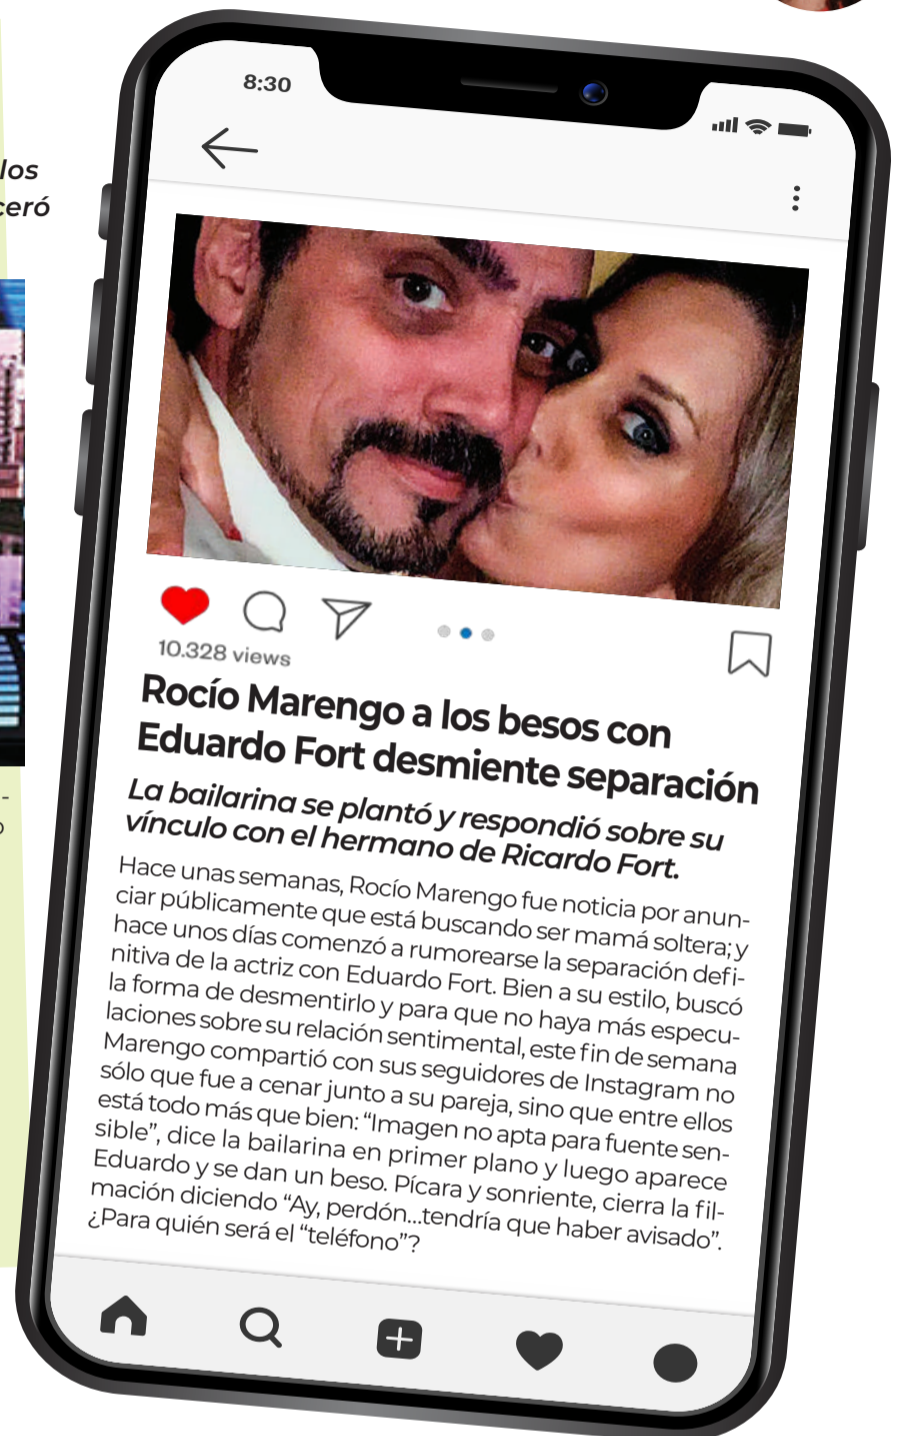 los
ceró
8:30
10.328 views
Rocío Marengo a los besos con
Eduardo Fort desmiente separación
La bailarina se plantó y respondió sobre su
vínculo con el hermano de Ricardo Fort.
Hace unas semanas, Rocío Marengo fue noticia por anun-
ciar públicamente que está buscando ser mamá soltera; y
hace unos días comenzó a rumorearse la separación defi-
nitiva de la actriz con Eduardo Fort. Bien a su estilo, buscó
la forma de desmentirlo y para que no haya más especu-
laciones sobre su relación sentimental, este fin de semana
Marengo compartió con sus seguidores de Instagram no
sólo que fue a cenar junto a su pareja, sino que entre ellos
está todo más que bien: “Imagen no apta para fuente sen-
sible”, dice la bailarina en primer plano y luego aparece
Eduardo y se dan un beso. Pícara y sonriente, cierra la fil-
mación diciendo “Ay, perdón...tendría que haber avisado”.
¿Para quién será el “teléfono”?